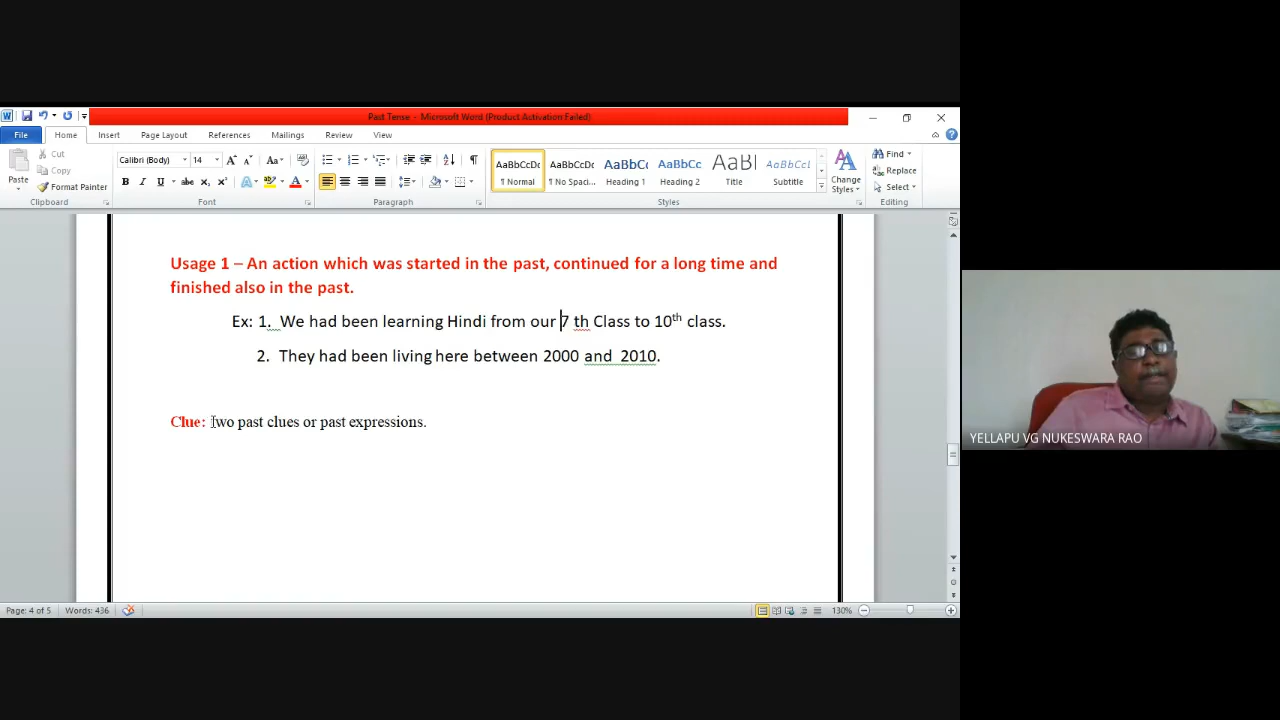 Past Tense - Microsoft Word (Product Activation Failed)
File Home Insert Page Layout References Mailings Review View
Cut
Copy
Format Painter
Paste
Calibri (Body) 14
AaBbCcDc AaBbCcDc AaBbCc AaBbCc AaBl AaBbCcI
¶ Normal ¶ No Spaci... Heading 1 Heading 2 Title Subtitle
Change Styles
Find
Replace
Select
Clipboard Font Paragraph Styles Editing
Usage 1 – An action which was started in the past, continued for a long time and
finished also in the past.
Ex: 1. We had been learning Hindi from our 7 th Class to 10th class.
2. They had been living here between 2000 and 2010.
Clue: Two past clues or past expressions.
YELLAPU VG NUKESWARA RAO
Page: 4 of 5 Words: 436 130%